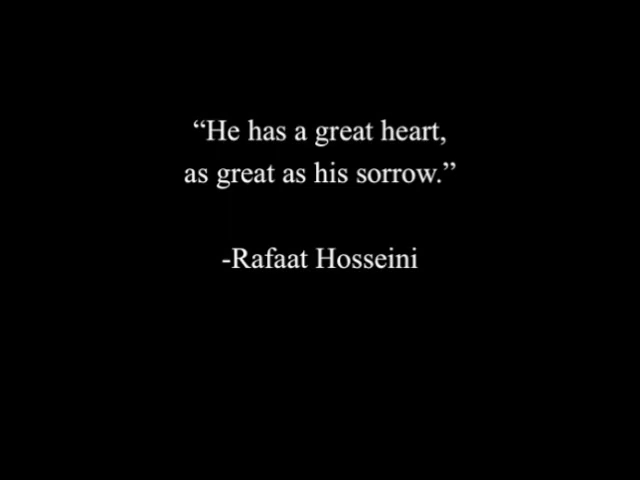 “He has a great heart,
as great as his sorrow.”
-Rafaat Hosseini